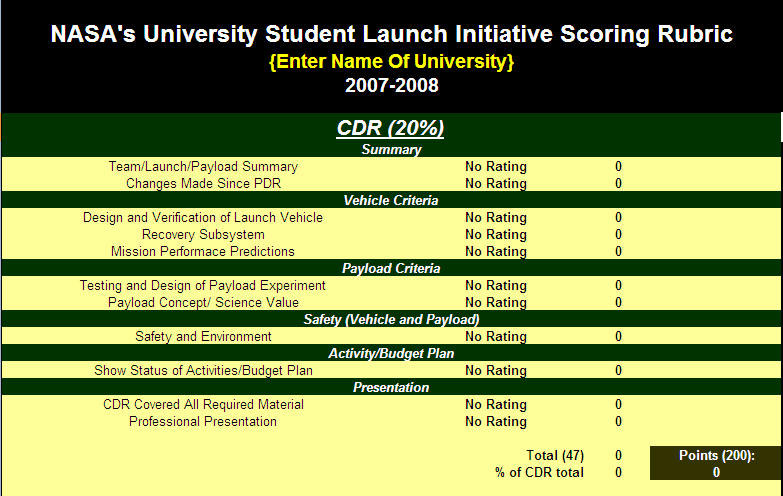 NASA's University Student Launch Initiative Scoring Rubric
{Enter Name Of University}
2007-2008
CDR (20%)
Summary
Team/Launch/Payload Summary No Rating 0
Changes Made Since PDR No Rating 0
Vehicle Criteria
Design and Verification of Launch Vehicle No Rating 0
Recovery Subsystem No Rating 0
Mission Performace Predictions No Rating 0
Payload Criteria
Testing and Design of Payload Experiment No Rating 0
Payload Concept/ Science Value No Rating 0
Safety (Vehicle and Payload)
Safety and Environment No Rating 0
Activity/Budget Plan
Show Status of Activities/Budget Plan No Rating 0
Presentation
CDR Covered All Required Material No Rating 0
Professional Presentation No Rating 0
Total (47) 0 Points (200):
% of CDR total 0 0